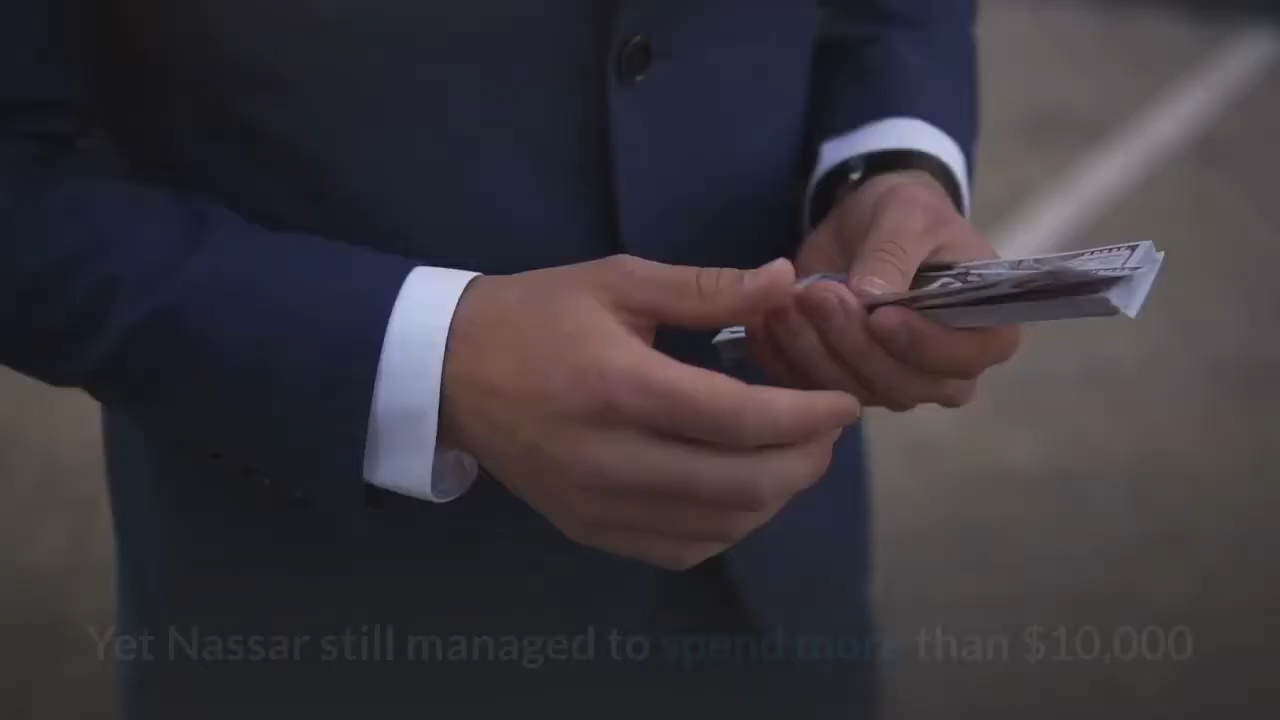 Yet Nassar still managed to spend more than $10,000